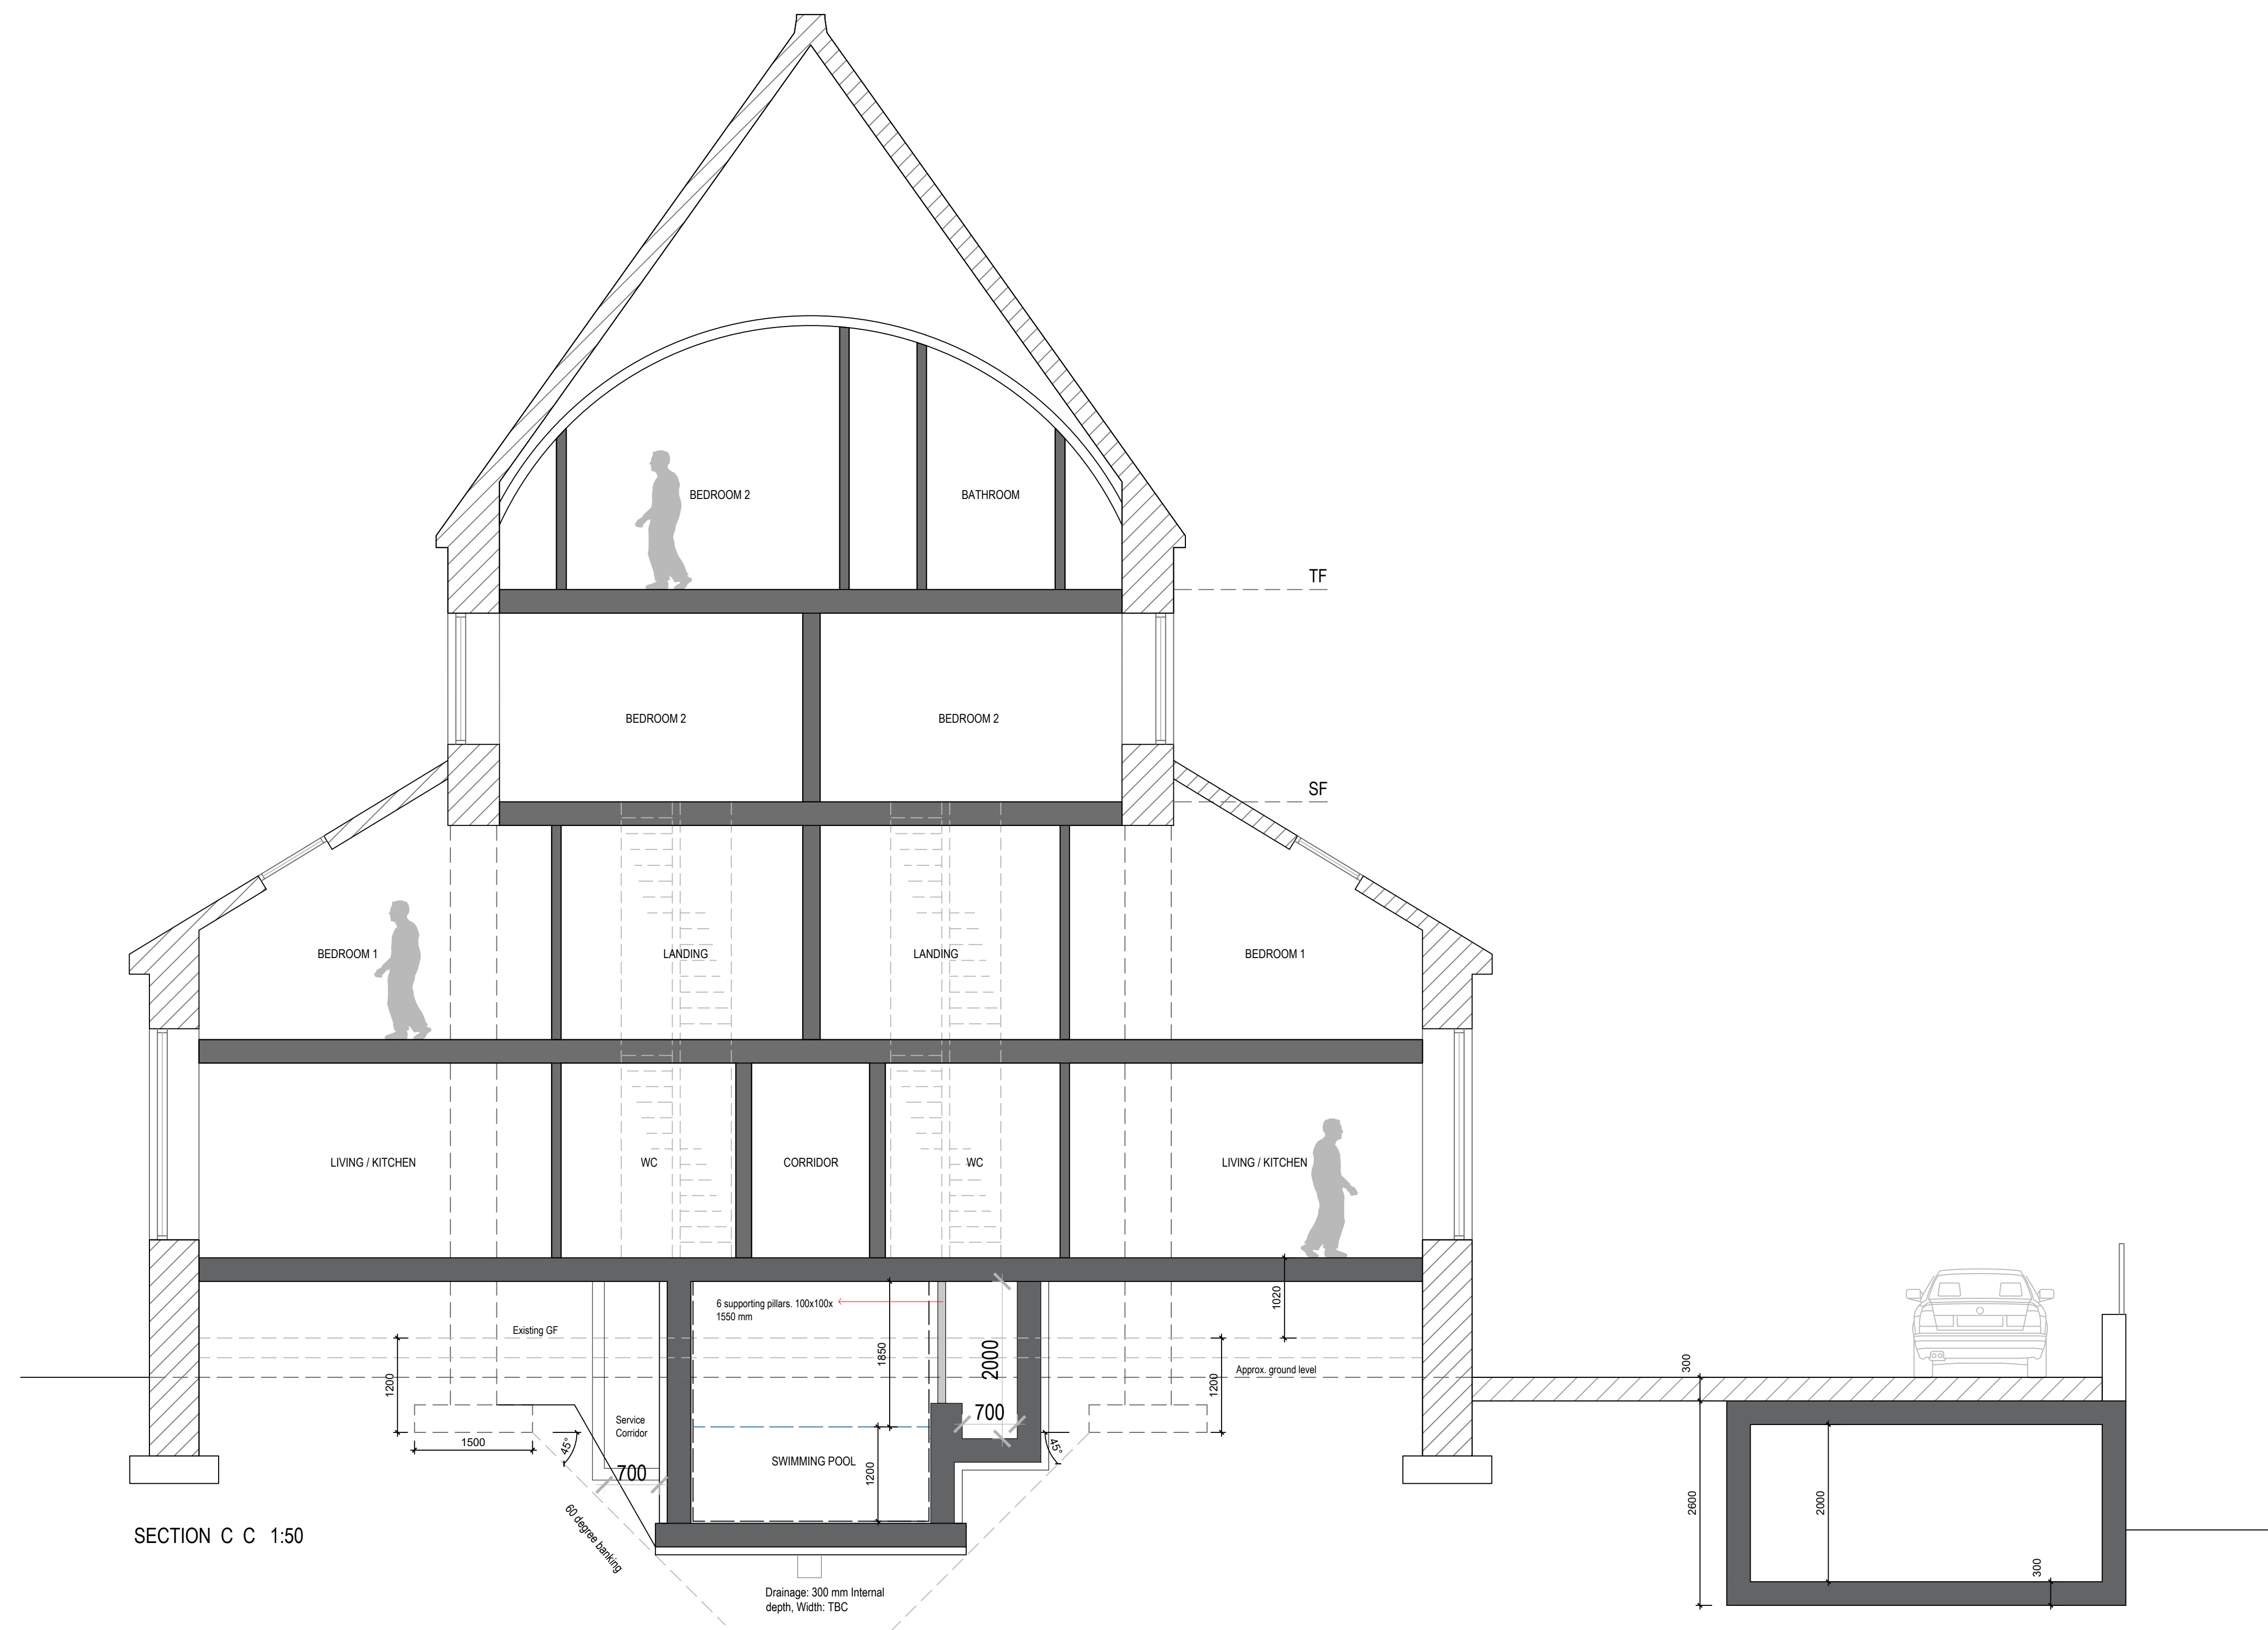 BEDROOM 2
BATHROOM
TF
BEDROOM 2
BEDROOM 2
SF
BEDROOM 1
LANDING
LANDING
BEDROOM 1
LIVING / KITCHEN
WC
CORRIDOR
WC
LIVING / KITCHEN
6 supporting pillars. 100x100x
1550 mm
Existing GF
1020
1850
2000
Approx. ground level
300
1200
1200
700
Service
Corridor
1500
45°
45°
SWIMMING POOL
700
1200
2600
2000
60 degree banking
SECTION C C 1:50
300
Drainage: 300 mm Internal
depth, Width: TBC